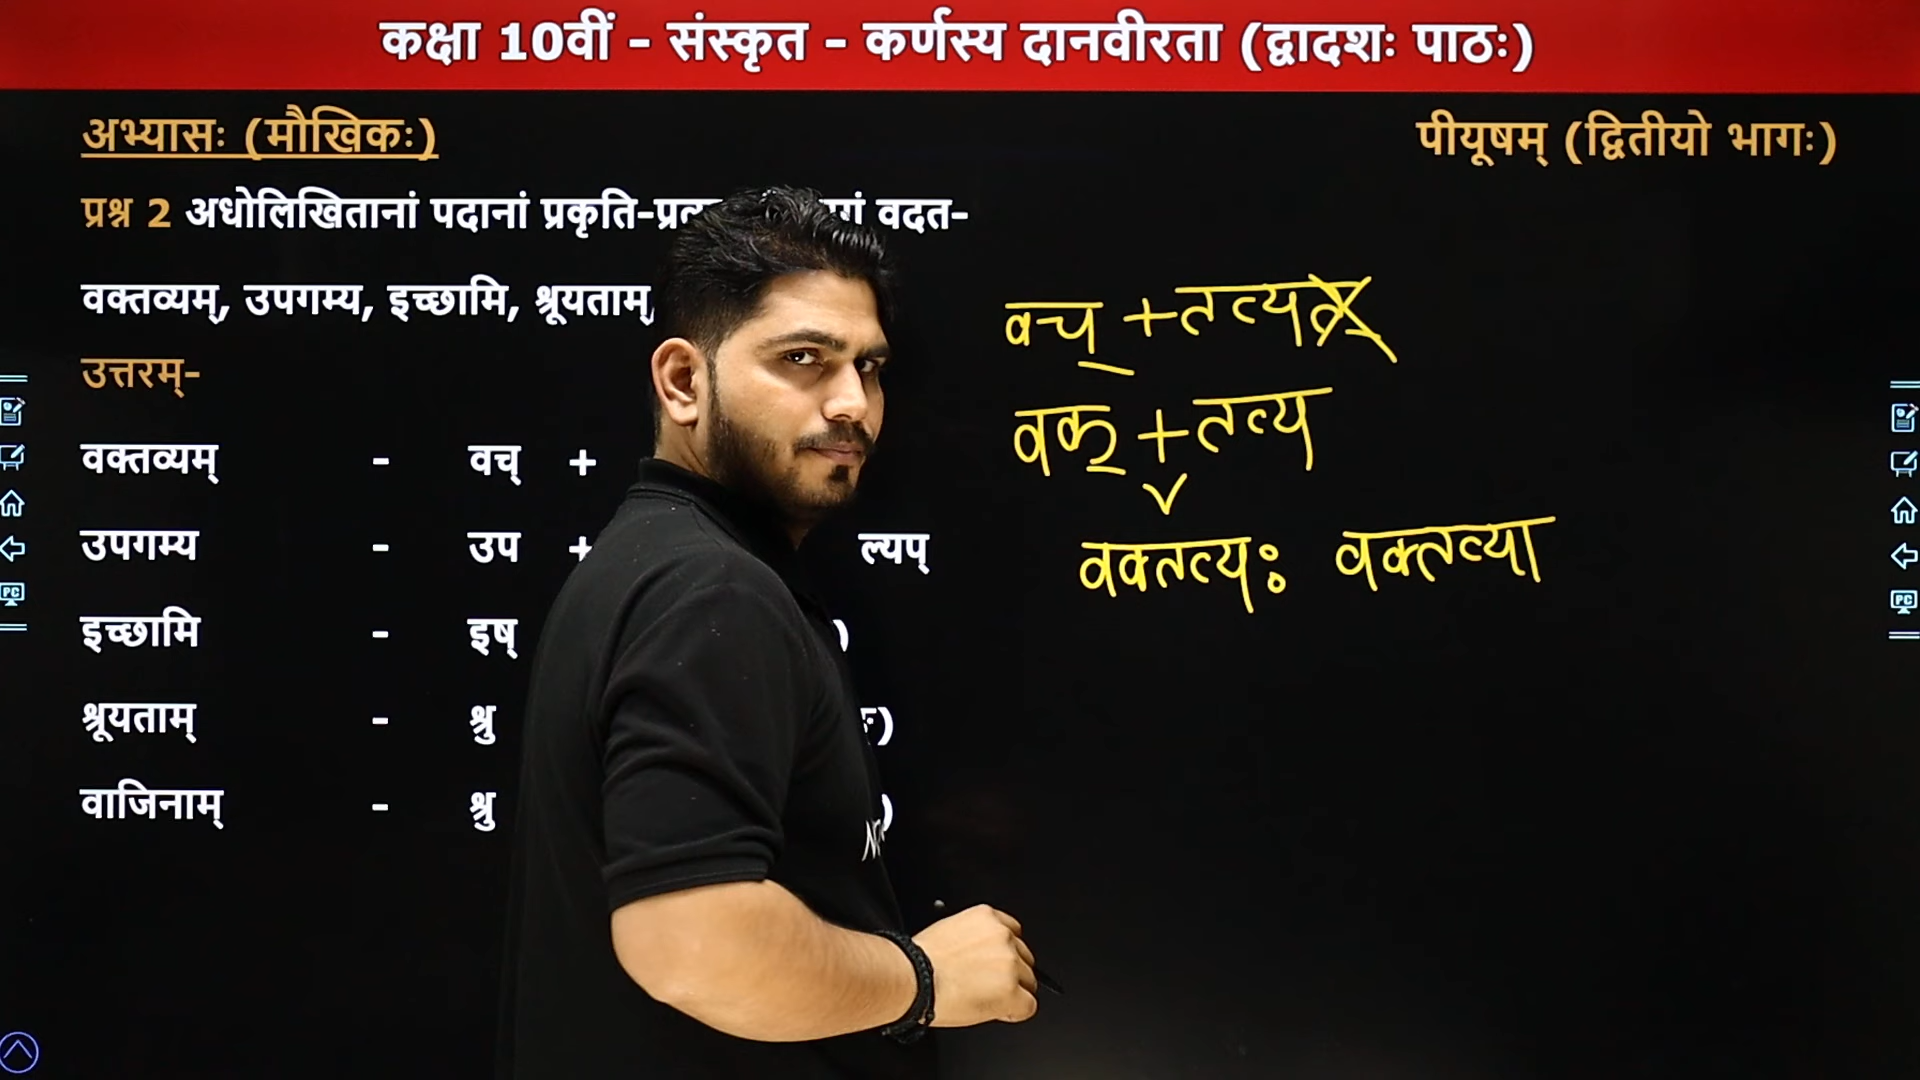 कक्षा 10वीं - संस्कृत - कर्णस्य दानवीरता (द्वादशः पाठः)
अभ्यासः (मौखिकः)
पीयूषम् (द्वितीयो भागः)
प्रश्न 2 अधोलिखितानां पदानां प्रकृति- वदत-
वक्तव्यम्, उपगम्य, इच्छामि, श्रूयताम्,
उत्तरम्-
वक्तव्यम् - वच् +
उपगम्य - उप + ल्यप्
इच्छामि - इष् )
श्रूयताम् - श्रु )
वाजिनाम् - श्रु )
वच् + तव्यत्
वक् + तव्य
वक्तव्यः वक्तव्या
PC
PC